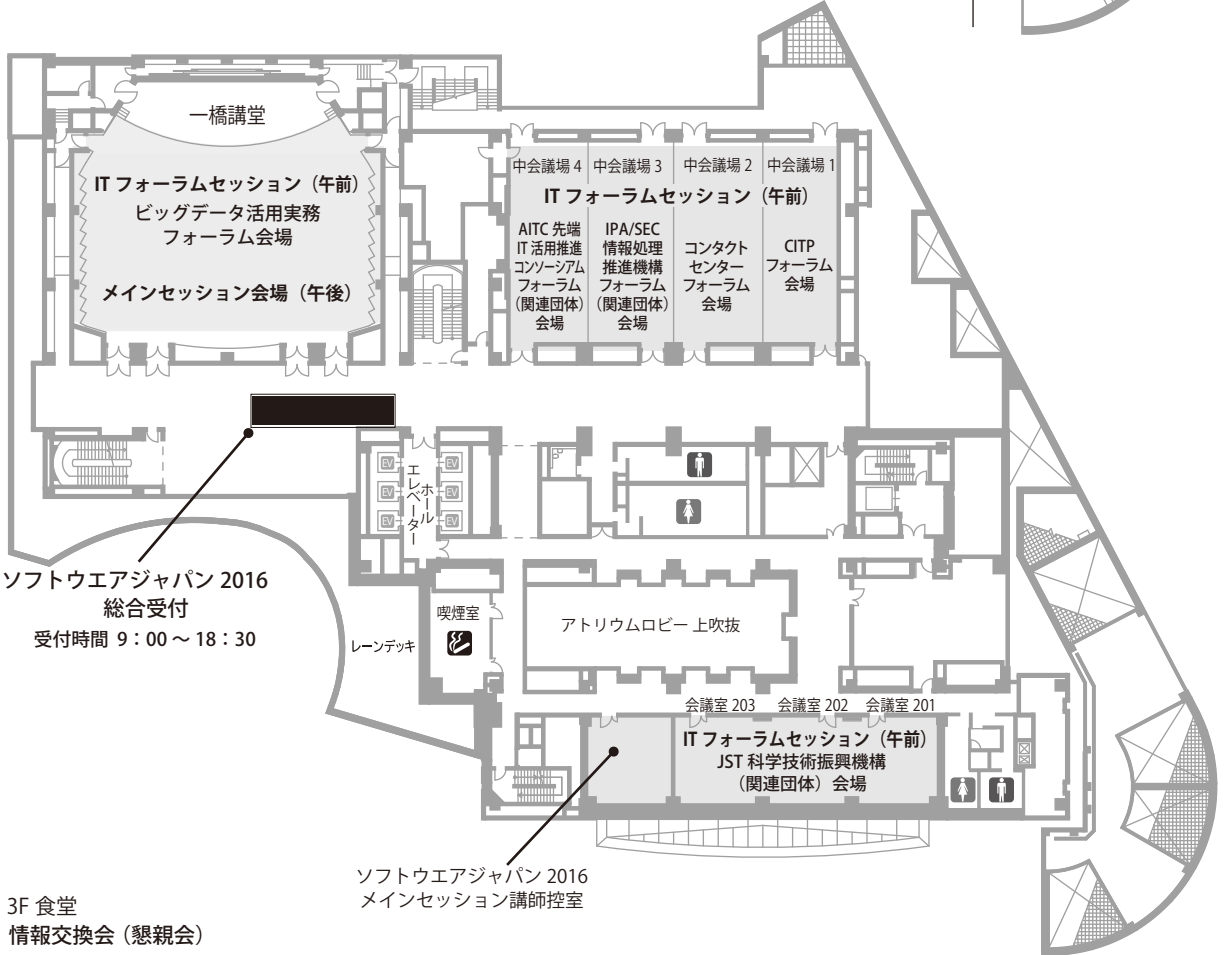 一橋講堂
IT フォーラムセッション（午前）
ビッグデータ活用実務
フォーラム会場
メインセッション会場（午後）
中会議場 4
中会議場 3
中会議場 2
中会議場 1
IT フォーラムセッション（午前）
AITC 先端
IT 活用推進
コンソーシアム
フォーラム
（関連団体）
会場
IPA/SEC
情報処理
推進機構
フォーラム
（関連団体）
会場
コンタクト
センター
フォーラム
会場
CITP
フォーラム
会場
EV
EV
EV
EV
EV
EV
エレベーター
ホール
ソフトウエアジャパン 2016
総合受付
受付時間 9：00 ～ 18：30
レーンデッキ
喫煙室
アトリウムロビー 上吹抜
会議室 203
会議室 202
会議室 201
IT フォーラムセッション（午前）
JST 科学技術振興機構
（関連団体）会場
ソフトウエアジャパン 2016
メインセッション講師控室
3F 食堂
情報交換会（懇親会）